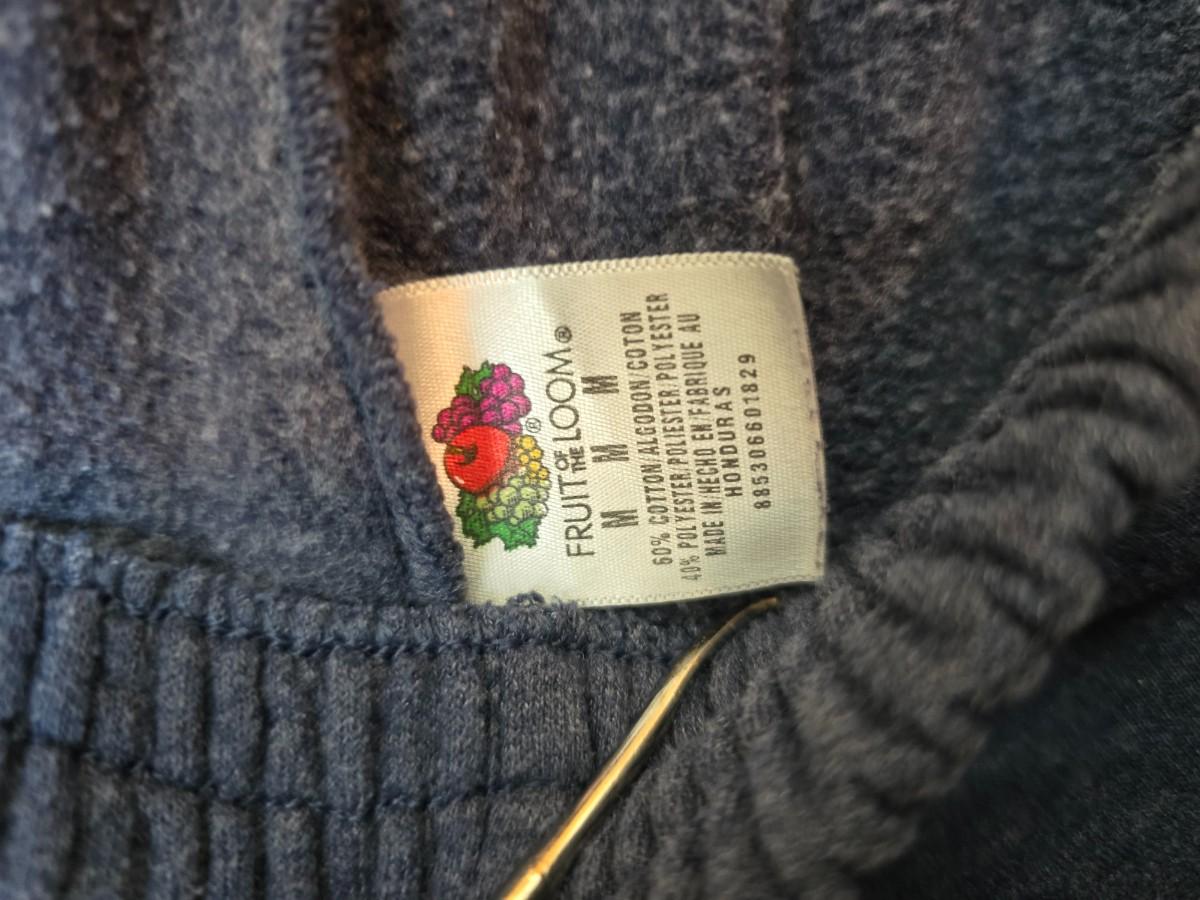 ®
FRUIT OF THE LOOM®
M M M
60% COTTON/ALGODON/COTON
40% POLYESTER/POLIESTER/POLYESTER
MADE IN/HECHO EN/FABRIQUE AU
HONDURAS
885306601829